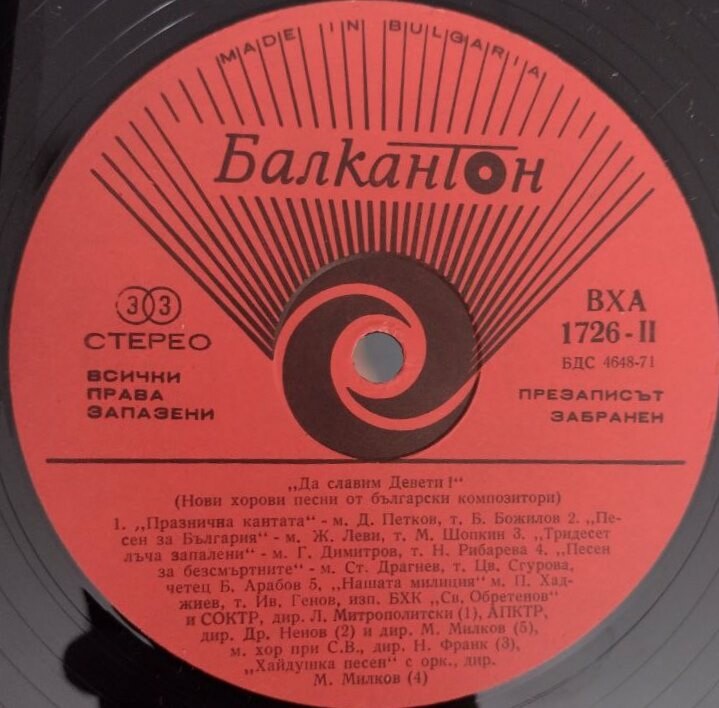 MADE IN BULGARIA
Балкантон
33
СТЕРЕО
ВСИЧКИ
ПРАВА
ЗАПАЗЕНИ
ВХА
1726-II
БДС 4648-71
ПРЕЗАПИСЪТ
ЗАБРАНЕН
„Да славим Девети!“
(Нови хорови песни от български композитори)
1. „Празнична кантата“ - м. Д. Петков, т. Б. Божилов 2. „Пе-
сен за България“ - м. Ж. Леви, т. М. Шопкин 3. „Тридесет
лъча запалени“ - м. Г. Димитров, т. Н. Рибарева 4. „Песен
за безсмъртните“ - м. Ст. Драгнев, т. Цв. Сгурова,
четец Б. Арабов 5, „Нашата милиция“ м. П. Хад-
жиев, т. Ив. Генов, изп. БХК „Св. Обретенов“
и СОКТР, дир. Л. Митрополитски (1), АПКТР,
дир. Др. Ненов (2) и дир. М. Милков (5),
м. хор при С.В., дир. Н. Франк (3),
„Хайдушка песен“ с орк., дир.
М. Милков (4)